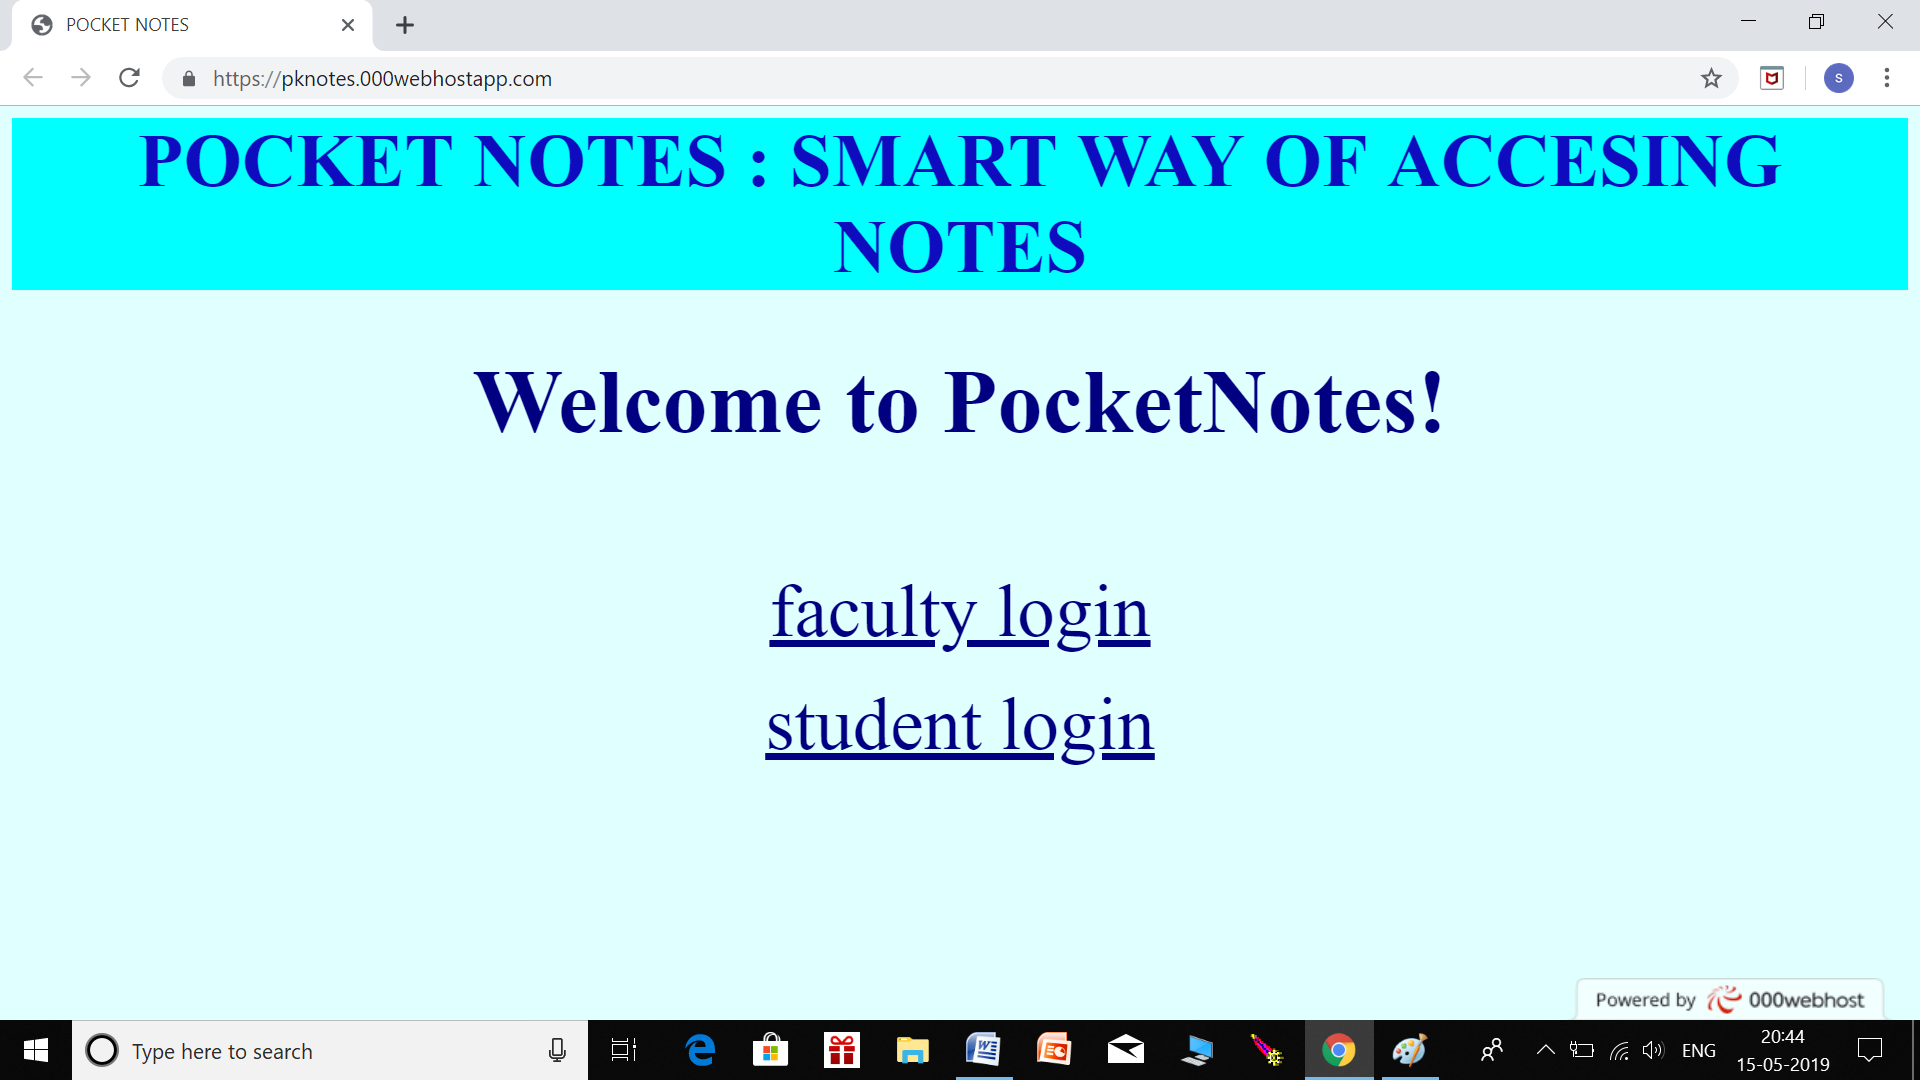 POCKET NOTES
https://pknotes.000webhostapp.com
S
POCKET NOTES : SMART WAY OF ACCESING
NOTES
Welcome to PocketNotes!
faculty login
student login
Powered by 000webhost
Type here to search
ENG
20:44
15-05-2019